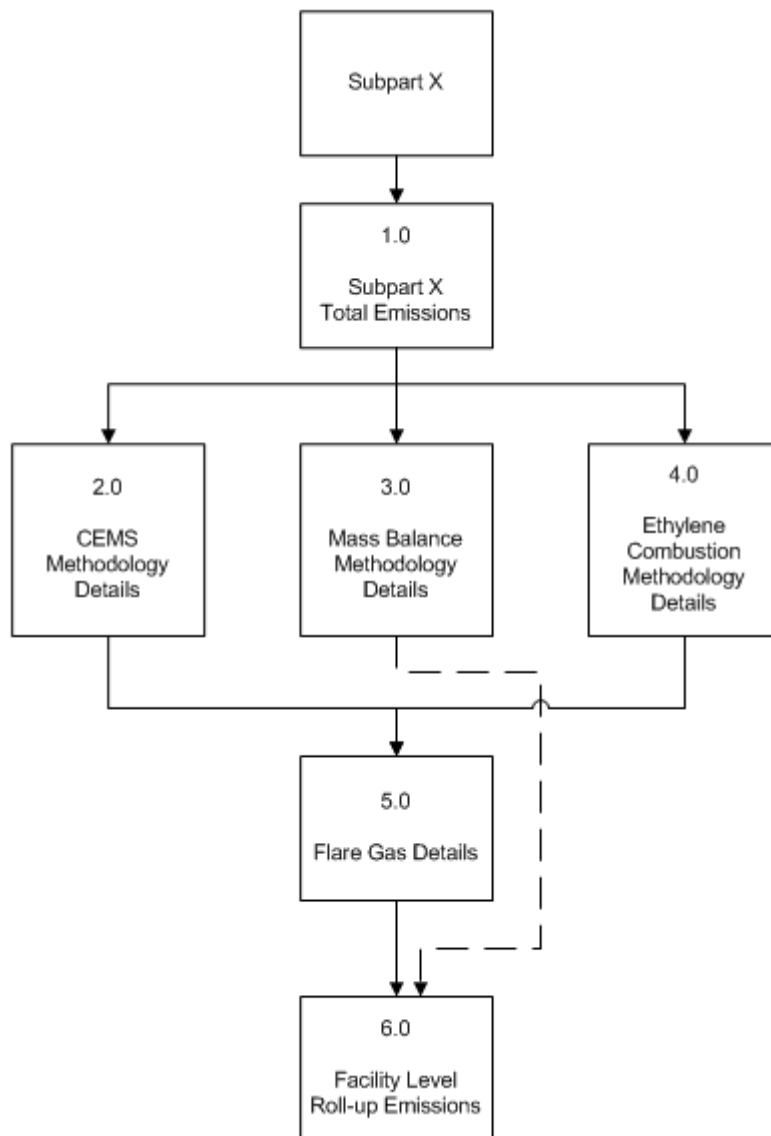 Subpart X
1.0
Subpart X
Total Emissions
2.0
CEMS
Methodology
Details
3.0
Mass Balance
Methodology
Details
4.0
Ethylene
Combustion
Methodology
Details
5.0
Flare Gas Details
6.0
Facility Level
Roll-up Emissions